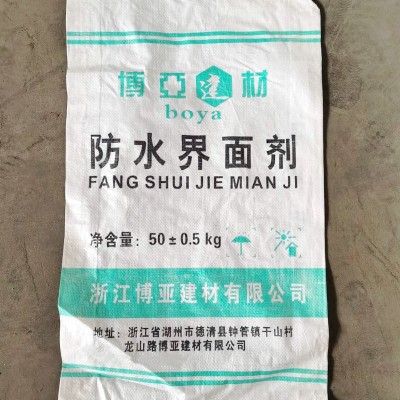 博亚建材
boya
防水界面剂
FANG SHUI JIE MIAN JI
净含量：50±0.5 kg
浙江博亚建材有限公司
地址：浙江省湖州市德清县钟管镇干山村
龙山路博亚建材有限公司